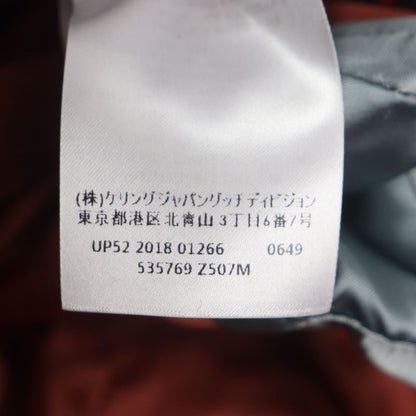 (株)ケリングジャパングッチ ディビジョン
東京都港区北青山 3丁目6番7号
UP52 2018 01266 0649
535769 Z507M